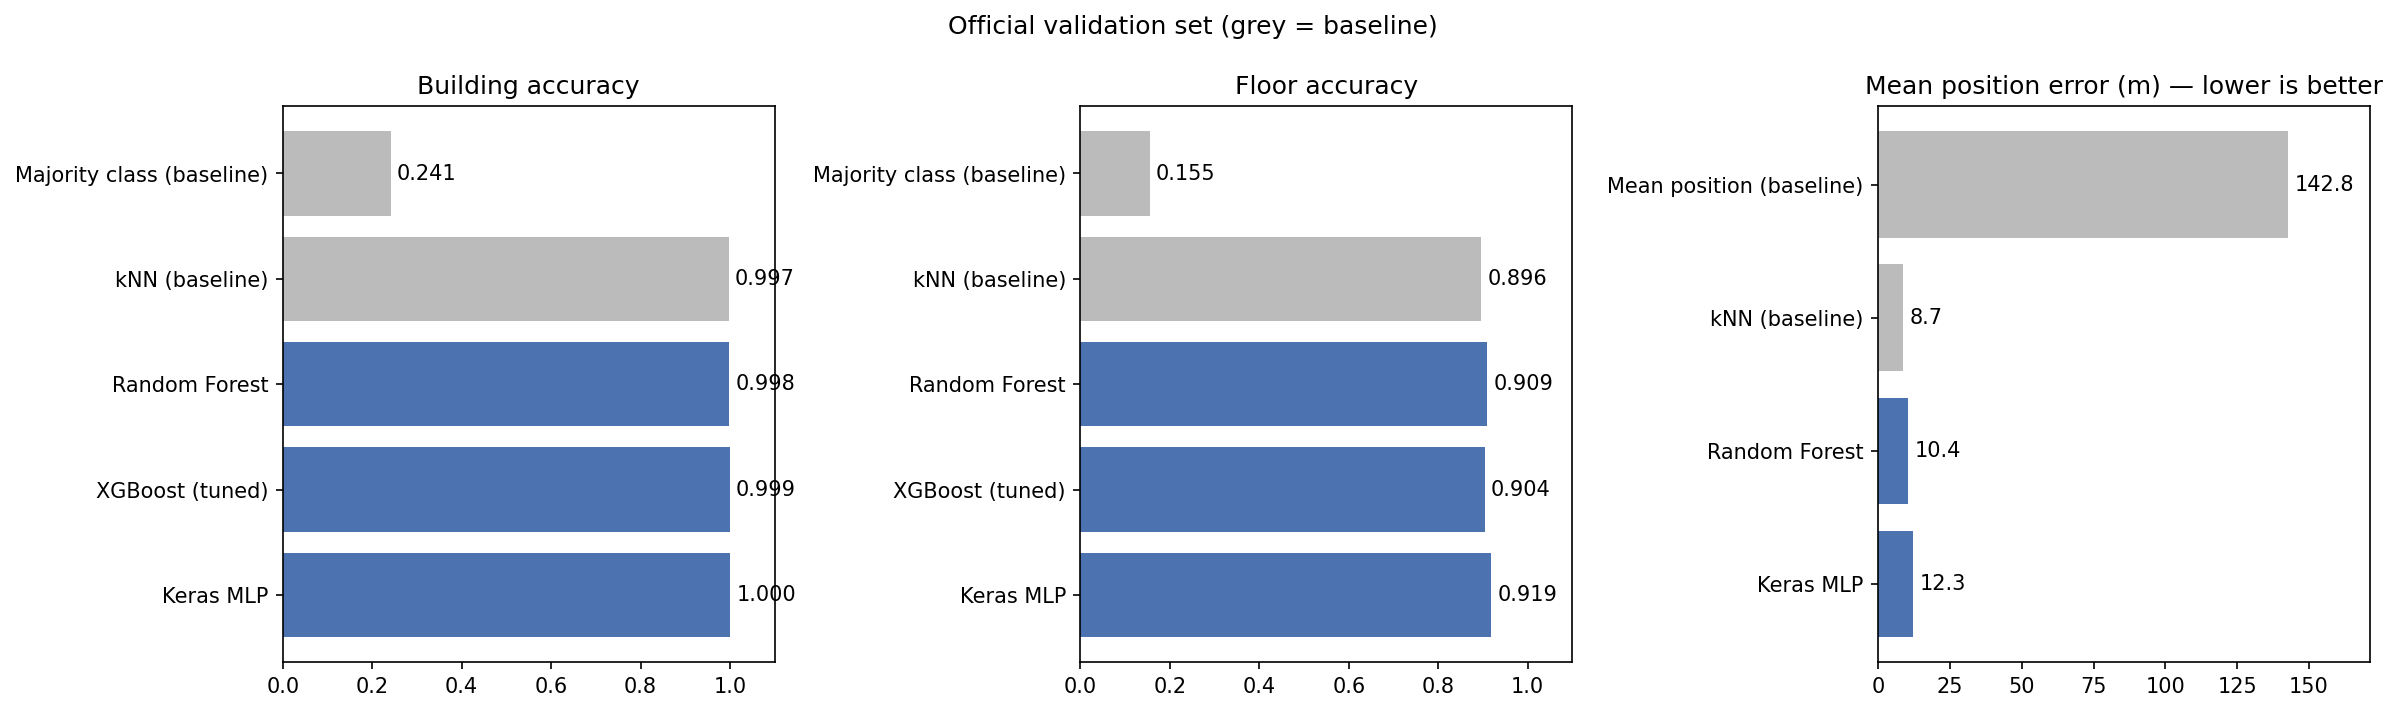 Official validation set (grey = baseline)
Building accuracy
Majority class (baseline)
0.241
kNN (baseline)
0.997
Random Forest
0.998
XGBoost (tuned)
0.999
Keras MLP
1.000
0.0 0.2 0.4 0.6 0.8 1.0
Floor accuracy
Majority class (baseline)
0.155
kNN (baseline)
0.896
Random Forest
0.909
XGBoost (tuned)
0.904
Keras MLP
0.919
0.0 0.2 0.4 0.6 0.8 1.0
Mean position error (m) — lower is better
Mean position (baseline)
142.8
kNN (baseline)
8.7
Random Forest
10.4
Keras MLP
12.3
0 25 50 75 100 125 150